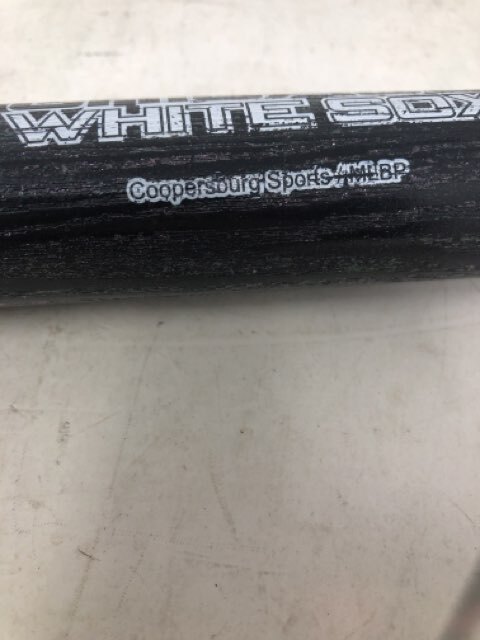 WHITE SOX
Coopersburg Sports / MLBP